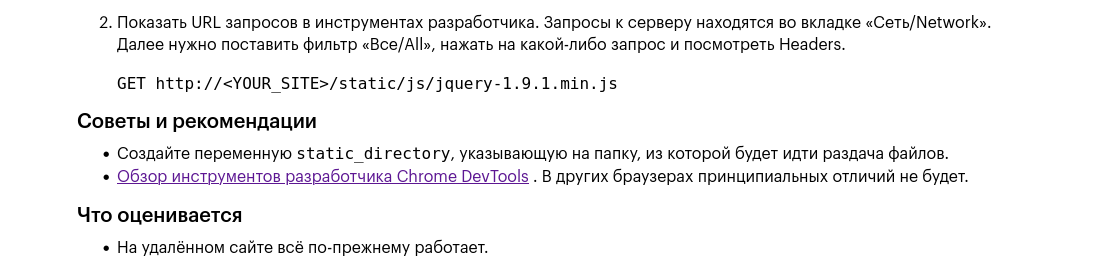 2. Показать URL запросов в инструментах разработчика. Запросы к серверу находятся во вкладке «Сеть/Network».
Далее нужно поставить фильтр «Все/All», нажать на какой-либо запрос и посмотреть Headers.
GET http://<YOUR_SITE>/static/js/jquery-1.9.1.min.js
Советы и рекомендации
• Создайте переменную static_directory, указывающую на папку, из которой будет идти раздача файлов.
• Обзор инструментов разработчика Chrome DevTools . В других браузерах принципиальных отличий не будет.
Что оценивается
• На удалённом сайте всё по-прежнему работает.